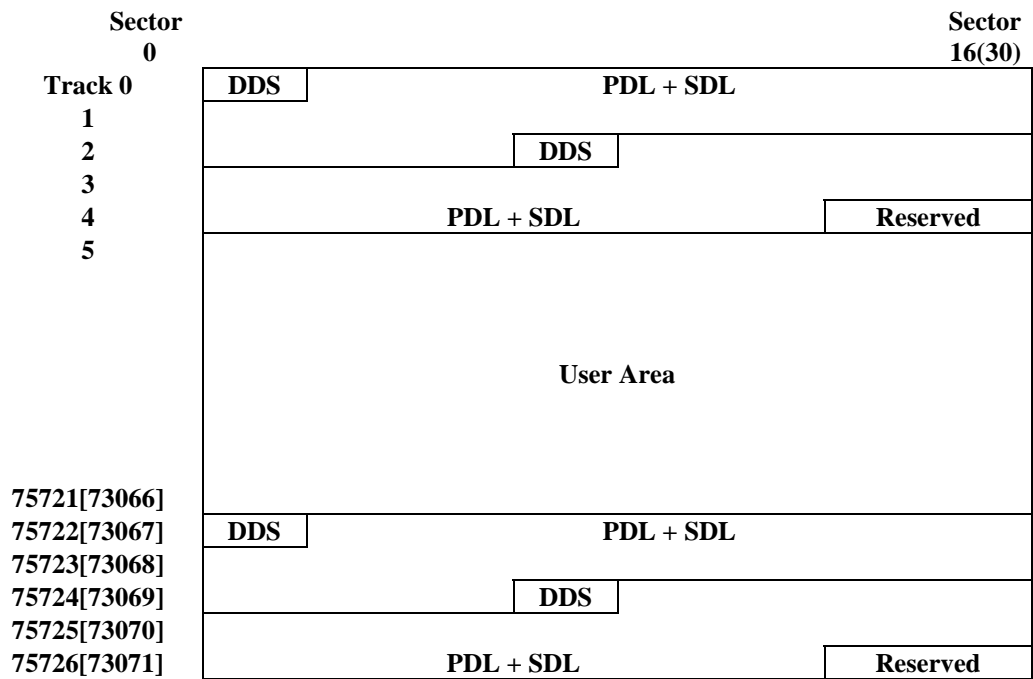 Sector Sector
0 16(30)
Track 0 DDS PDL + SDL
1
2 DDS
3
4 PDL + SDL Reserved
5
User Area
75721[73066]
75722[73067] DDS PDL + SDL
75723[73068]
75724[73069] DDS
75725[73070]
75726[73071] PDL + SDL Reserved